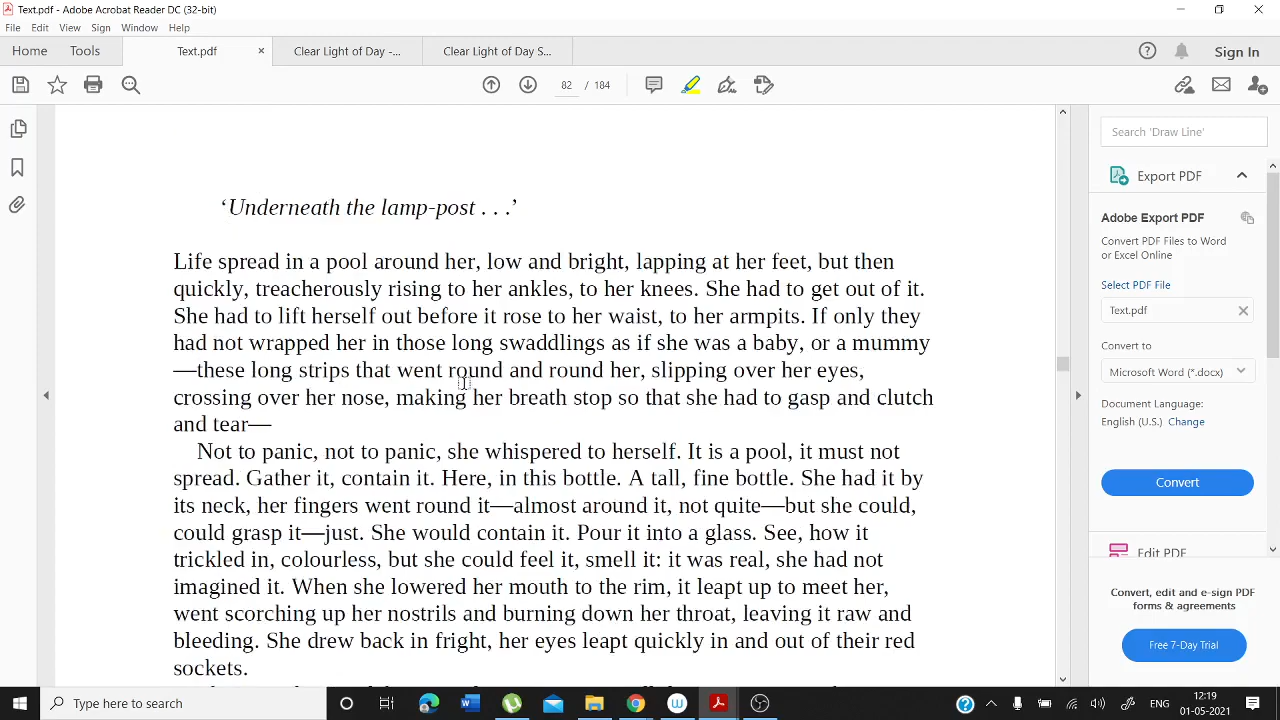 Text.pdf - Adobe Acrobat Reader DC (32-bit)
File Edit View Sign Window Help
Home Tools Text.pdf × Clear Light of Day -... Clear Light of Day S... Sign In
82 / 184
‘Underneath the lamp-post . . .’
Life spread in a pool around her, low and bright, lapping at her feet, but then
quickly, treacherously rising to her ankles, to her knees. She had to get out of it.
She had to lift herself out before it rose to her waist, to her armpits. If only they
had not wrapped her in those long swaddlings as if she was a baby, or a mummy
—these long strips that went round and round her, slipping over her eyes,
crossing over her nose, making her breath stop so that she had to gasp and clutch
and tear—
Not to panic, not to panic, she whispered to herself. It is a pool, it must not
spread. Gather it, contain it. Here, in this bottle. A tall, fine bottle. She had it by
its neck, her fingers went round it—almost around it, not quite—but she could,
could grasp it—just. She would contain it. Pour it into a glass. See, how it
trickled in, colourless, but she could feel it, smell it: it was real, she had not
imagined it. When she lowered her mouth to the rim, it leapt up to meet her,
went scorching up her nostrils and burning down her throat, leaving it raw and
bleeding. She drew back in fright, her eyes leapt quickly in and out of their red
sockets.
Search 'Draw Line'
Export PDF
Adobe Export PDF
Convert PDF Files to Word
or Excel Online
Select PDF File
Text.pdf
Convert to
Microsoft Word (*.docx)
Document Language:
English (U.S.) Change
Convert
Edit PDF
Convert, edit and e-sign PDF
forms & agreements
Free 7-Day Trial
Type here to search
ENG
12:19
01-05-2021